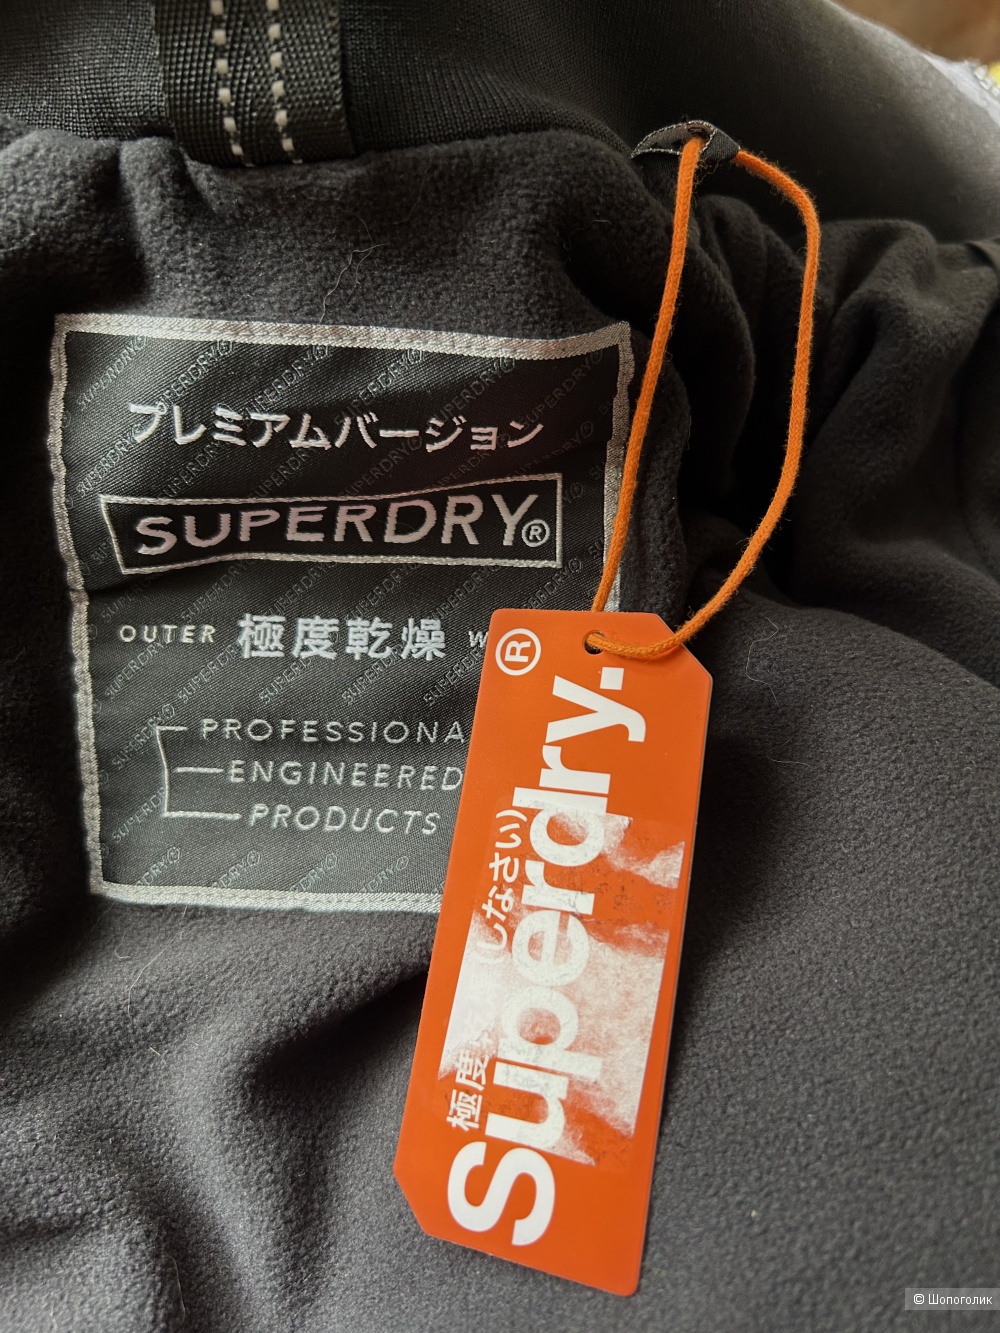 プレミアムバージョン
SUPERDRY®
OUTER 極度乾燥
PROFESSIONA
ENGINEERED
PRODUCTS
Superdry.®
極度 (しなさい)
© Шопоголик